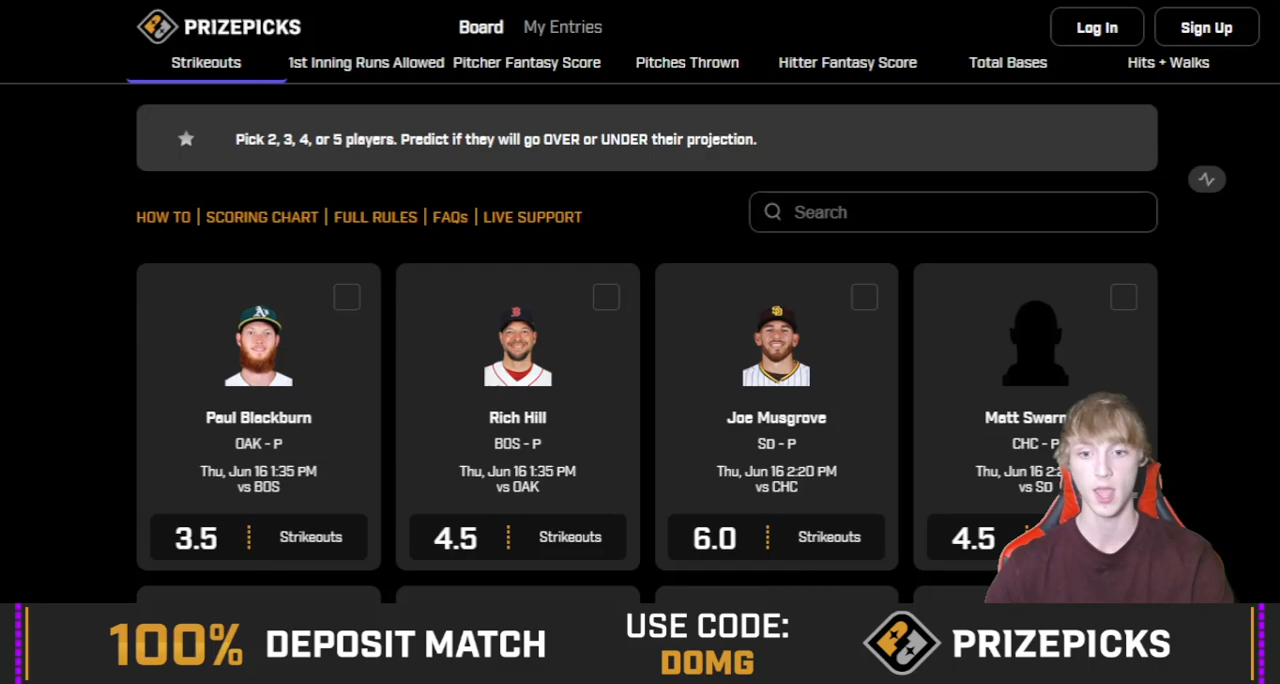 PRIZEPICKS
Board My Entries
Log In Sign Up
Strikeouts 1st Inning Runs Allowed Pitcher Fantasy Score Pitches Thrown Hitter Fantasy Score Total Bases Hits + Walks
Pick 2, 3, 4, or 5 players. Predict if they will go OVER or UNDER their projection.
HOW TO | SCORING CHART | FULL RULES | FAQs | LIVE SUPPORT
Search
Paul Blackburn
OAK - P
Thu, Jun 16 1:35 PM
vs BOS
3.5 Strikeouts
Rich Hill
BOS - P
Thu, Jun 16 1:35 PM
vs OAK
4.5 Strikeouts
Joe Musgrove
SD - P
Thu, Jun 16 2:20 PM
vs CHC
6.0 Strikeouts
Matt
CHC - P
Thu, Jun 16
vs SD
4.5
100% DEPOSIT MATCH
USE CODE:
DOMG
PRIZEPICKS